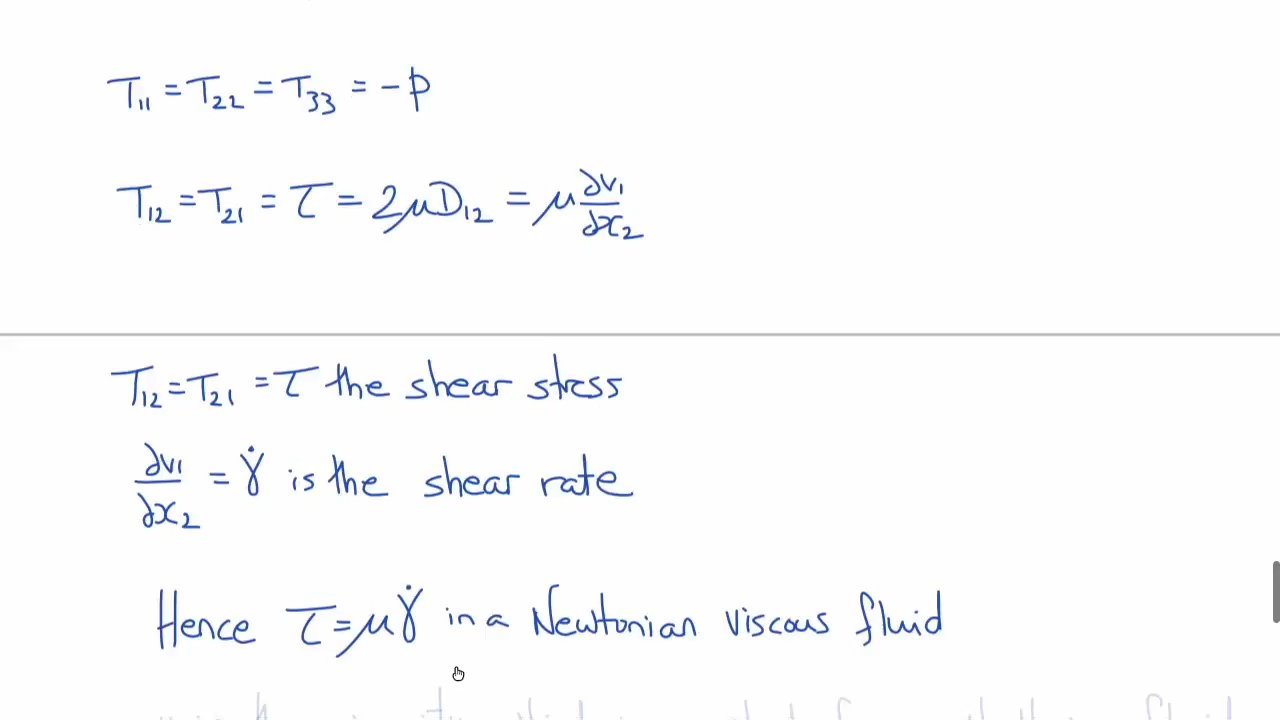 T₁₁ = T₂₂ = T₃₃ = -p
T₁₂ = T₂₁ = τ = 2μD₁₂ = μ ∂v₁/∂x₂
T₁₂ = T₂₁ = τ the shear stress
∂v₁/∂x₂ = γ̇ is the shear rate
Hence τ = μγ̇ in a Newtonian viscous fluid